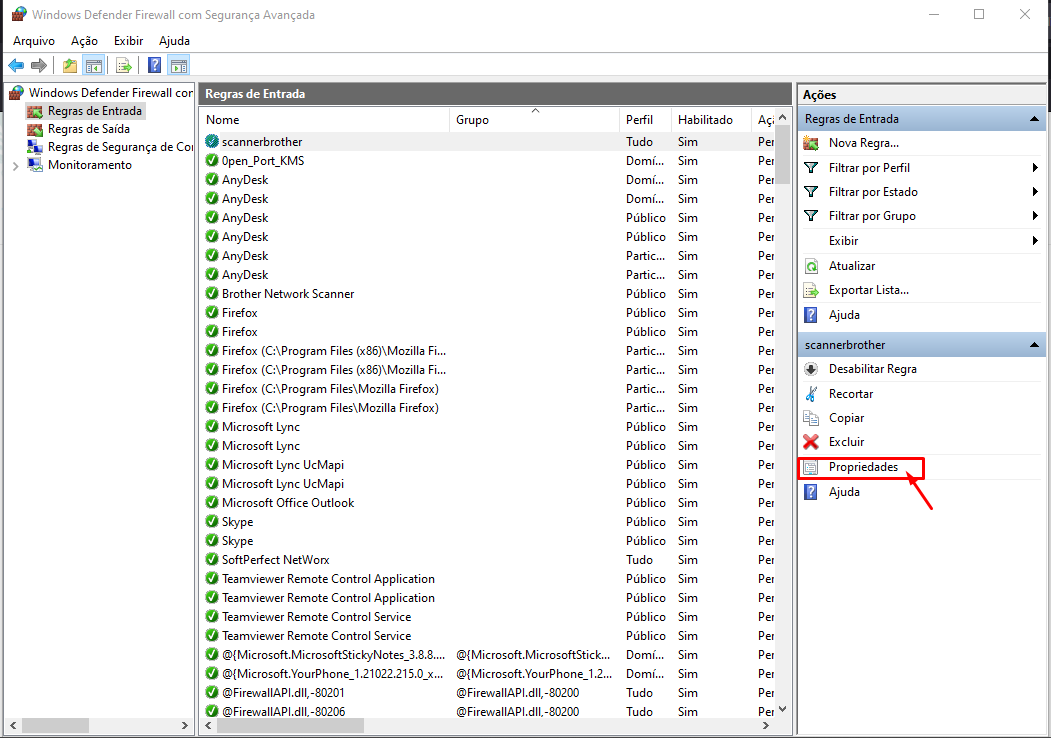 Windows Defender Firewall com Segurança Avançada
Arquivo Ação Exibir Ajuda
Windows Defender Firewall con
Regras de Entrada
Regras de Saída
Regras de Segurança de Co
Monitoramento
Regras de Entrada
Nome Grupo Perfil Habilitado Açã
scannerbrother Tudo Sim Per
0pen_Port_KMS Domí... Sim Per
AnyDesk Domí... Sim Per
AnyDesk Domí... Sim Per
AnyDesk Público Sim Per
AnyDesk Público Sim Per
AnyDesk Partic... Sim Per
AnyDesk Partic... Sim Per
Brother Network Scanner Público Sim Per
Firefox Público Sim Per
Firefox Público Sim Per
Firefox (C:\Program Files (x86)\Mozilla Fi... Partic... Sim Per
Firefox (C:\Program Files (x86)\Mozilla Fi... Partic... Sim Per
Firefox (C:\Program Files\Mozilla Firefox) Partic... Sim Per
Firefox (C:\Program Files\Mozilla Firefox) Partic... Sim Per
Microsoft Lync Público Sim Per
Microsoft Lync Público Sim Per
Microsoft Lync UcMapi Público Sim Per
Microsoft Lync UcMapi Público Sim Per
Microsoft Office Outlook Público Sim Per
Skype Público Sim Per
Skype Público Sim Per
SoftPerfect NetWorx Tudo Sim Per
Teamviewer Remote Control Application Público Sim Per
Teamviewer Remote Control Application Público Sim Per
Teamviewer Remote Control Service Público Sim Per
Teamviewer Remote Control Service Público Sim Per
@{Microsoft.MicrosoftStickyNotes_3.8.8.... @{Microsoft.MicrosoftStick... Domí... Sim Per
@{Microsoft.YourPhone_1.21022.215.0_x... @{Microsoft.YourPhone_1.2... Domí... Sim Per
@FirewallAPI.dll,-80201 @FirewallAPI.dll,-80200 Tudo Sim Per
@FirewallAPI.dll,-80206 @FirewallAPI.dll,-80200 Tudo Sim Per
Ações
Regras de Entrada
Nova Regra...
Filtrar por Perfil
Filtrar por Estado
Filtrar por Grupo
Exibir
Atualizar
Exportar Lista...
Ajuda
scannerbrother
Desabilitar Regra
Recortar
Copiar
Excluir
Propriedades
Ajuda